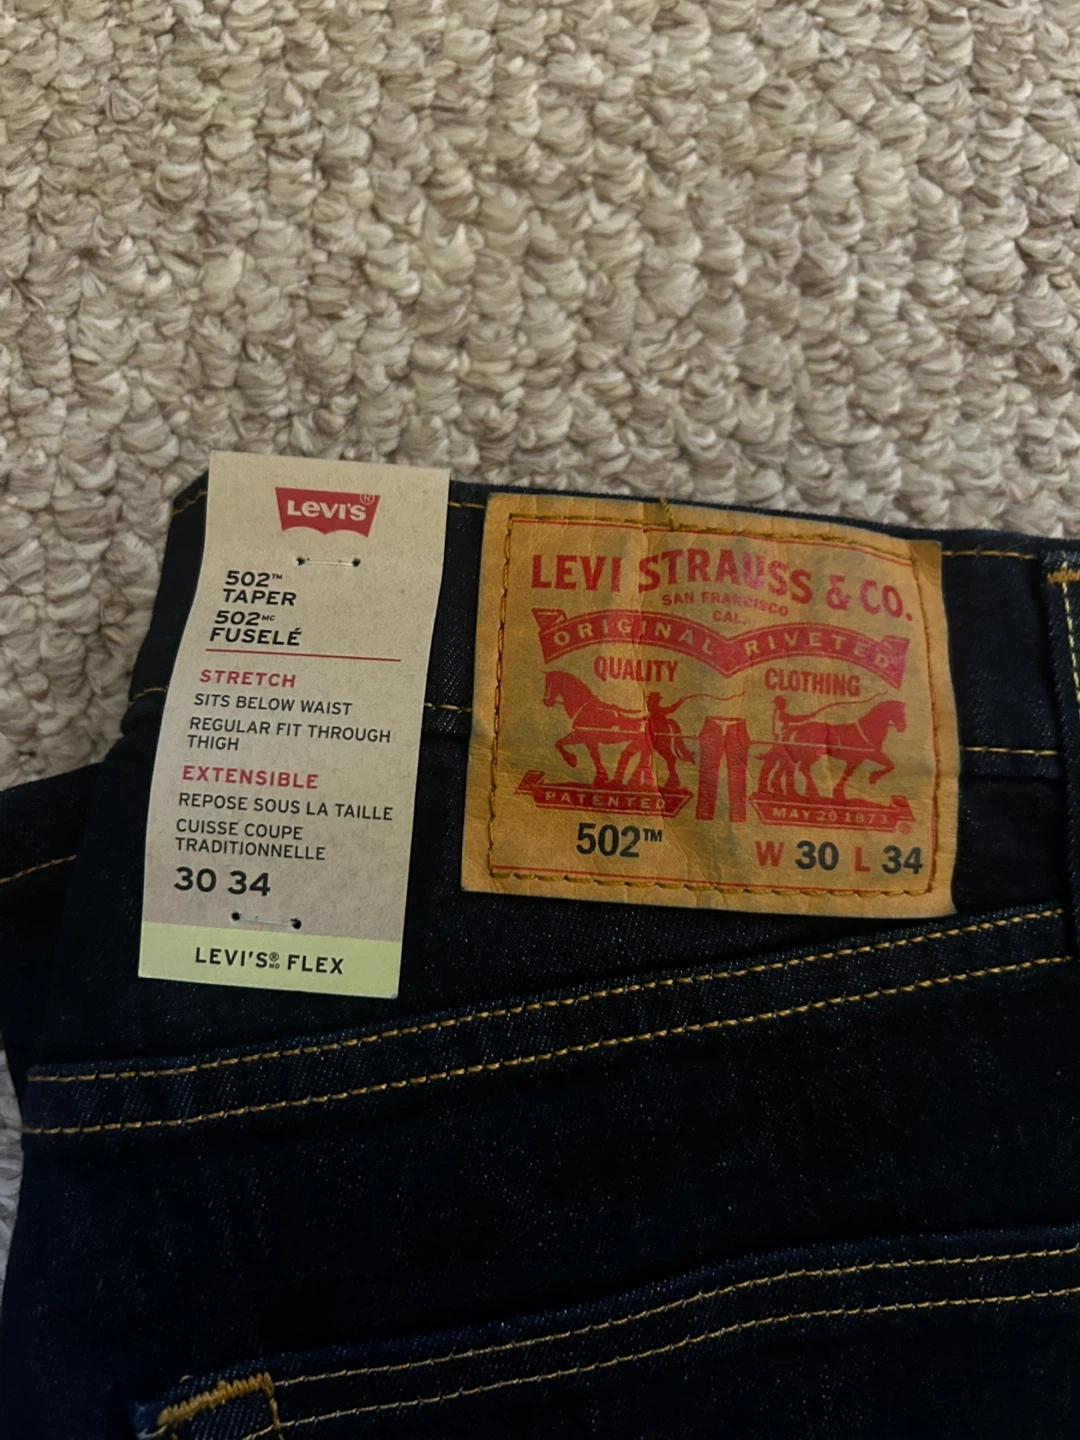 LEVI'S®
502™
TAPER
502MC
FUSELÉ
STRETCH
SITS BELOW WAIST
REGULAR FIT THROUGH
THIGH
EXTENSIBLE
REPOSE SOUS LA TAILLE
CUISSE COUPE
TRADITIONNELLE
30 34
LEVI'S®MD FLEX
LEVI STRAUSS & CO.
SAN FRANCISCO
CAL.
ORIGINAL RIVETED
QUALITY CLOTHING
PATENTED MAY 20 1873 ®
502™ W 30 L 34